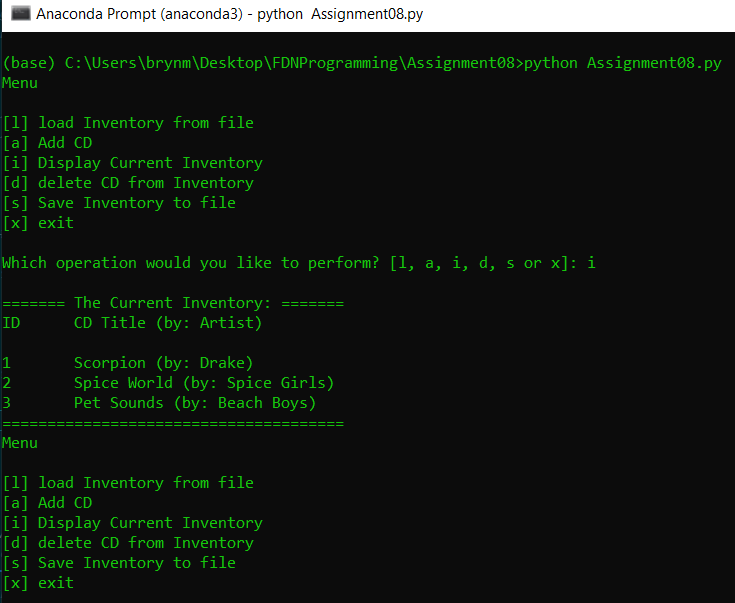 Anaconda Prompt (anaconda3) - python  Assignment08.py
(base) C:\Users\brynm\Desktop\FDNProgramming\Assignment08>python Assignment08.py
Menu
[l] load Inventory from file
[a] Add CD
[i] Display Current Inventory
[d] delete CD from Inventory
[s] Save Inventory to file
[x] exit
Which operation would you like to perform? [l, a, i, d, s or x]: i
======= The Current Inventory: =======
ID      CD Title (by: Artist)
1       Scorpion (by: Drake)
2       Spice World (by: Spice Girls)
3       Pet Sounds (by: Beach Boys)
======================================
Menu
[l] load Inventory from file
[a] Add CD
[i] Display Current Inventory
[d] delete CD from Inventory
[s] Save Inventory to file
[x] exit